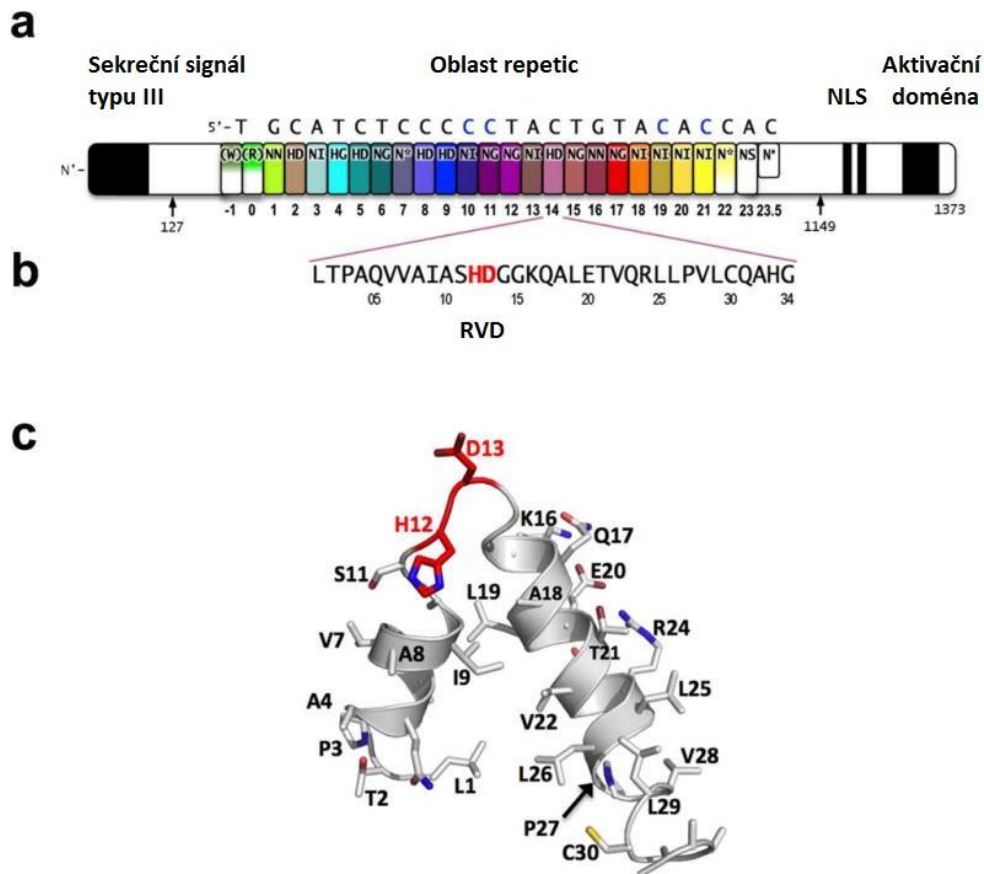 a
Sekreční signál
typu III
Oblast repetic
NLS
Aktivační
doména
5'-T G C A T C T C C C C C T A C T G T A C A C C A C
N'- (W) (R) NN HD NI HG HD NG N* HD HD NI NG NG NI HD NG NN NG NI NI NI NI N* NS N*
-1 0 1 2 3 4 5 6 7 8 9 10 11 12 13 14 15 16 17 18 19 20 21 22 23 23.5
127 1149 1373
b
LTPAQVVAIASHDGGKQALETVQRLLPVLCQAHG
05 10 15 20 25 30 34
RVD
c
D13
H12
K16
Q17
S11
E20
L19
A18
R24
V7
A8
T21
I9
L25
A4
V22
P3
V28
L26
T2
L1
L29
P27
C30